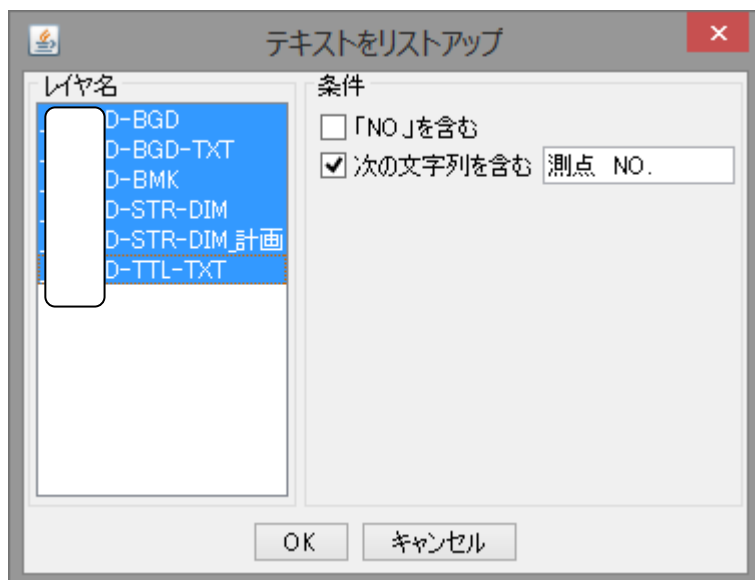 テキストをリストアップ
レイヤ名
D-BGD
D-BGD-TXT
D-BMK
D-STR-DIM
D-STR-DIM_計画
D-TTL-TXT
条件
「NO」を含む
次の文字列を含む 測点 NO.
OK キャンセル